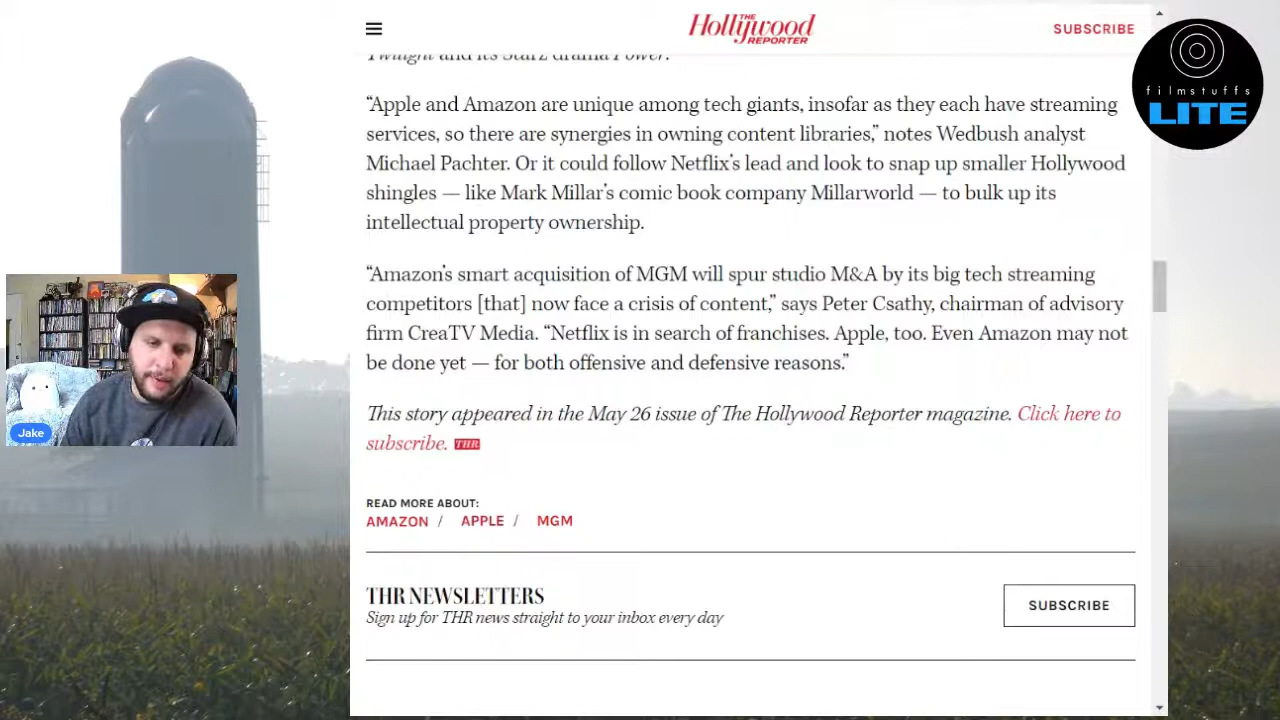 THE
Hollywood
REPORTER
SUBSCRIBE
filmstuffs
LITE
Twilight and its Starz drama Power.
“Apple and Amazon are unique among tech giants, insofar as they each have streaming
services, so there are synergies in owning content libraries,” notes Wedbush analyst
Michael Pachter. Or it could follow Netflix’s lead and look to snap up smaller Hollywood
shingles — like Mark Millar’s comic book company Millarworld — to bulk up its
intellectual property ownership.
“Amazon’s smart acquisition of MGM will spur studio M&A by its big tech streaming
competitors [that] now face a crisis of content,” says Peter Csathy, chairman of advisory
firm CreaTV Media. “Netflix is in search of franchises. Apple, too. Even Amazon may not
be done yet — for both offensive and defensive reasons.”
This story appeared in the May 26 issue of The Hollywood Reporter magazine. Click here to
subscribe. THR
READ MORE ABOUT:
AMAZON / APPLE / MGM
THR NEWSLETTERS
Sign up for THR news straight to your inbox every day
SUBSCRIBE
Jake